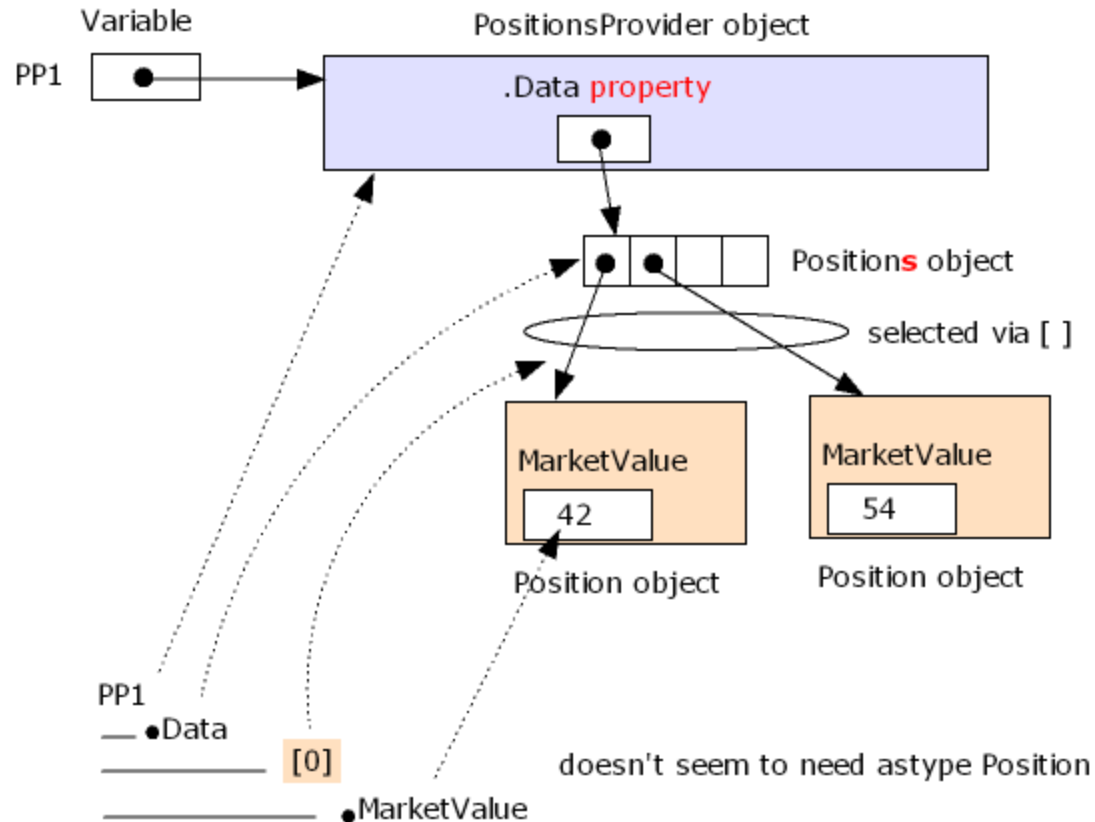 Variable
PositionsProvider object
PP1
.Data property
Positions object
selected via [ ]
MarketValue
42
MarketValue
54
Position object
Position object
PP1
.Data
[0]
doesn't seem to need astype Position
.MarketValue